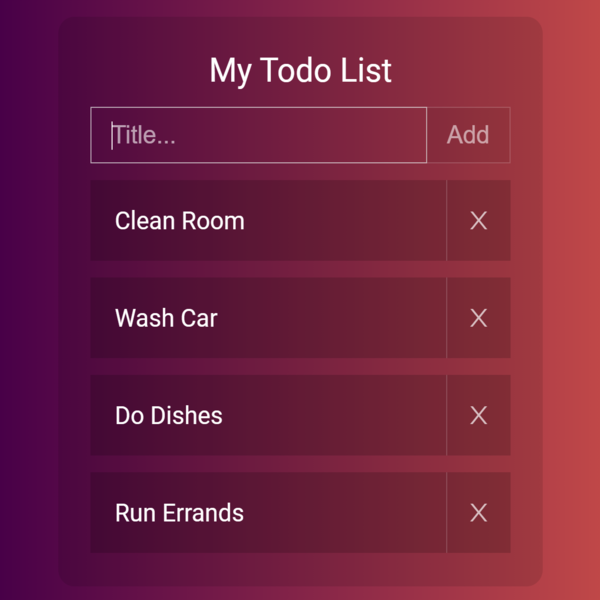 My Todo List
Title... Add
Clean Room X
Wash Car X
Do Dishes X
Run Errands X